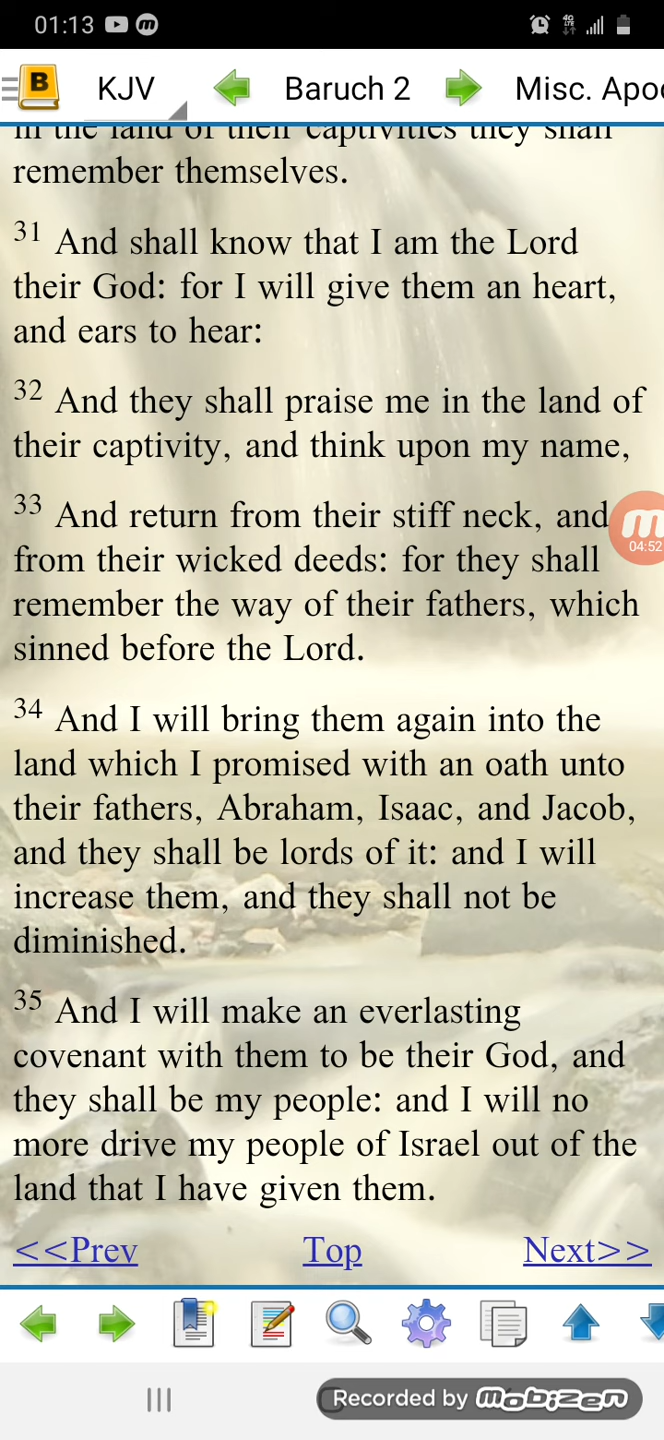 01:13
KJV Baruch 2 Misc. Apo
in the land of their captivities they shall
remember themselves.
31 And shall know that I am the Lord
their God: for I will give them an heart,
and ears to hear:
32 And they shall praise me in the land of
their captivity, and think upon my name,
33 And return from their stiff neck, and
from their wicked deeds: for they shall
remember the way of their fathers, which
sinned before the Lord.
04:52
34 And I will bring them again into the
land which I promised with an oath unto
their fathers, Abraham, Isaac, and Jacob,
and they shall be lords of it: and I will
increase them, and they shall not be
diminished.
35 And I will make an everlasting
covenant with them to be their God, and
they shall be my people: and I will no
more drive my people of Israel out of the
land that I have given them.
<<Prev Top Next>>
Recorded by mobizen